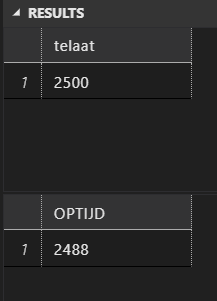 RESULTS
telaat
1 2500
OPTIJD
1 2488